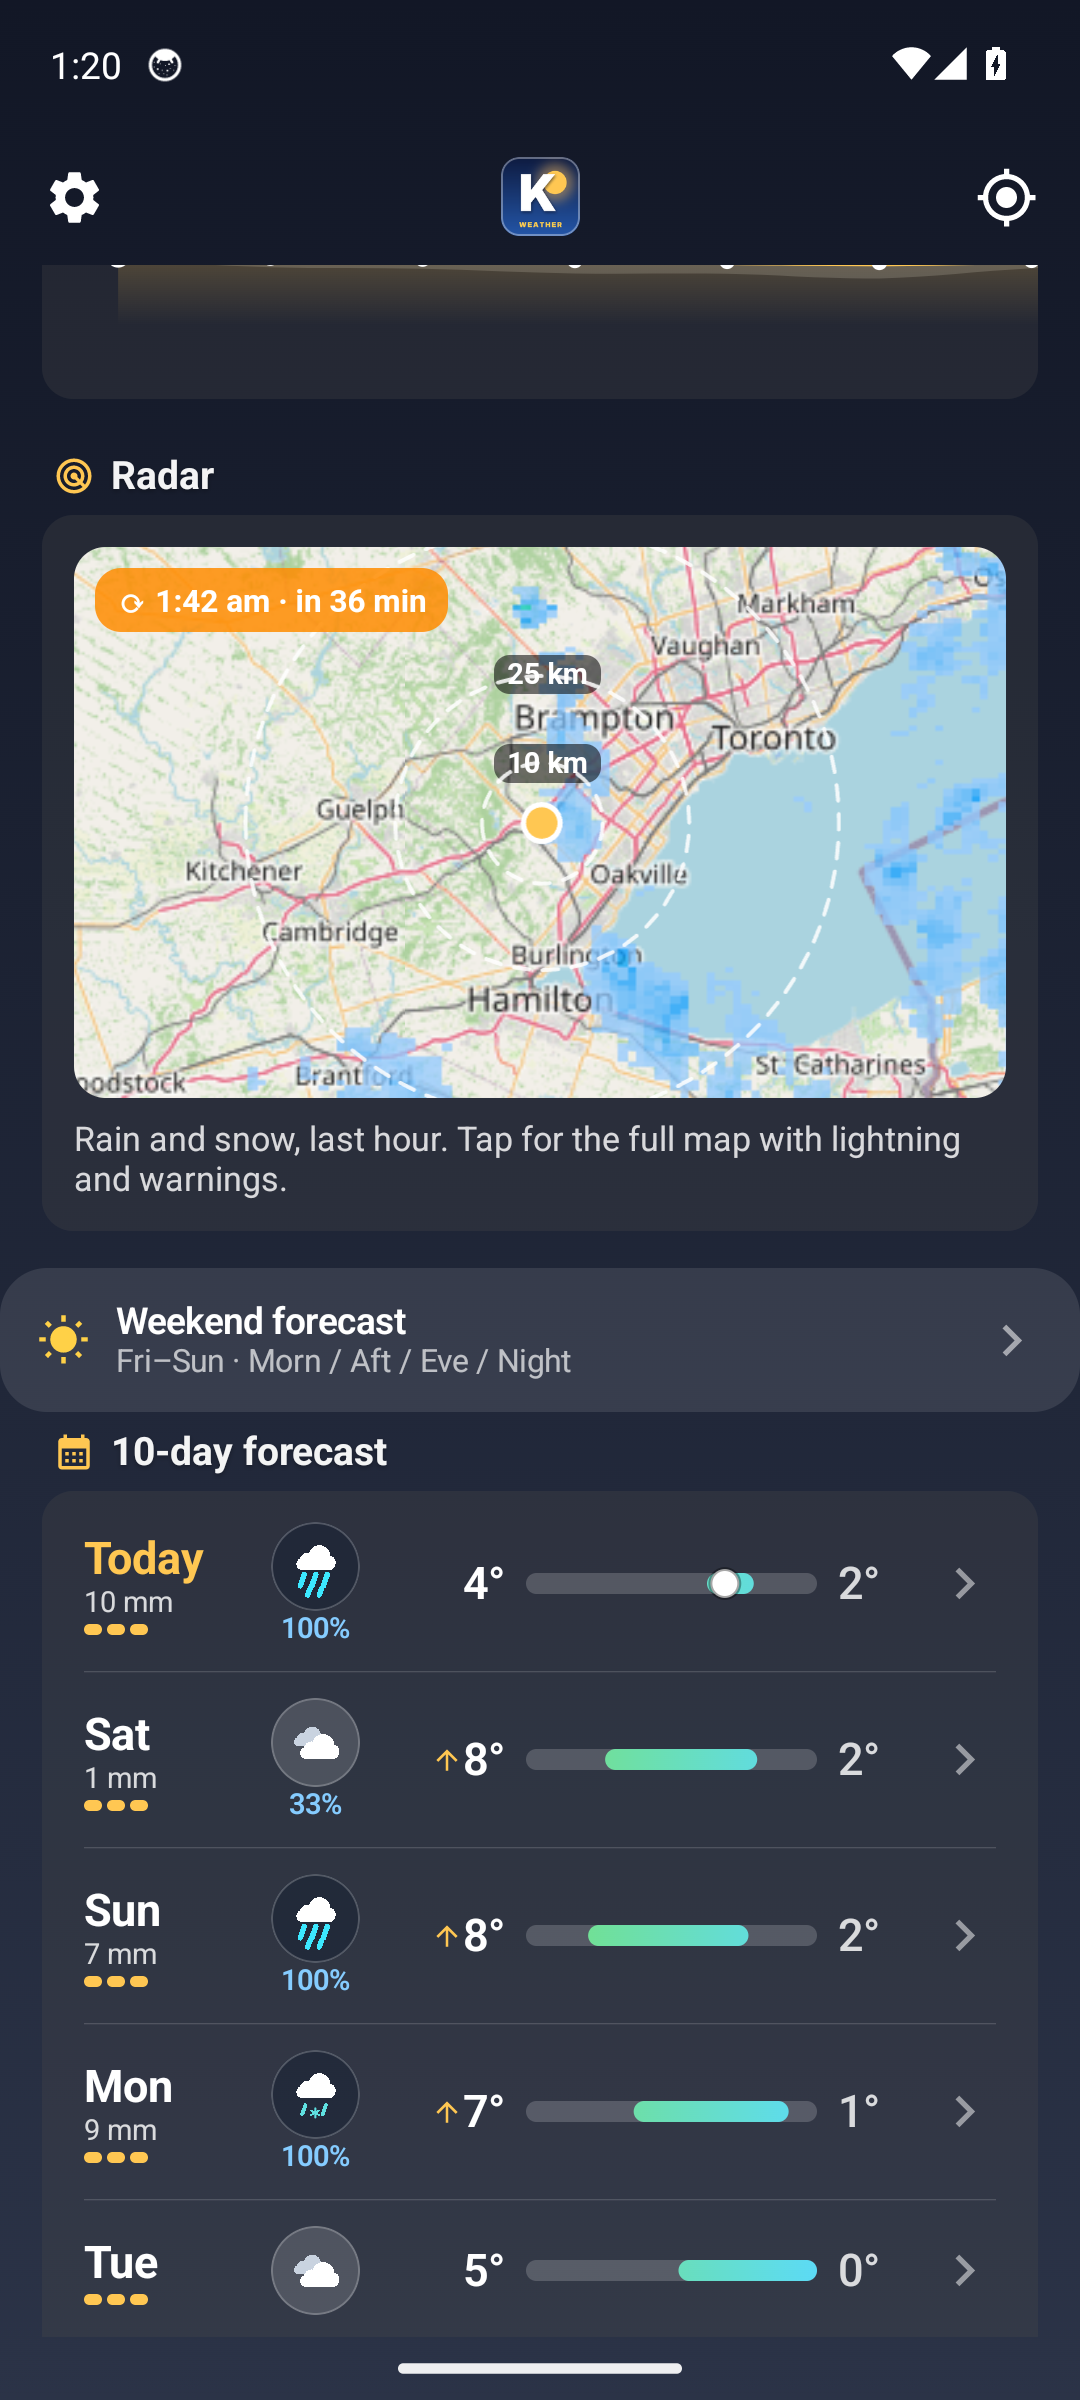 1:20
K
WEATHER
Radar
1:42 am · in 36 min
Os
Markham
Vaughan
25 km
Brampton
Toronto
10 km
Guelph
Kitchener
Oakville
Cambridge
Burlington
Hamilton
St. Catharines
oodstock
Brantford
Rain and snow, last hour. Tap for the full map with lightning
and warnings.
Weekend forecast
Fri–Sun · Morn / Aft / Eve / Night
10-day forecast
Today
10 mm
100%
4°
2°
Sat
1 mm
33%
↑8°
2°
Sun
7 mm
100%
↑8°
2°
Mon
9 mm
100%
↑7°
1°
Tue
5°
0°